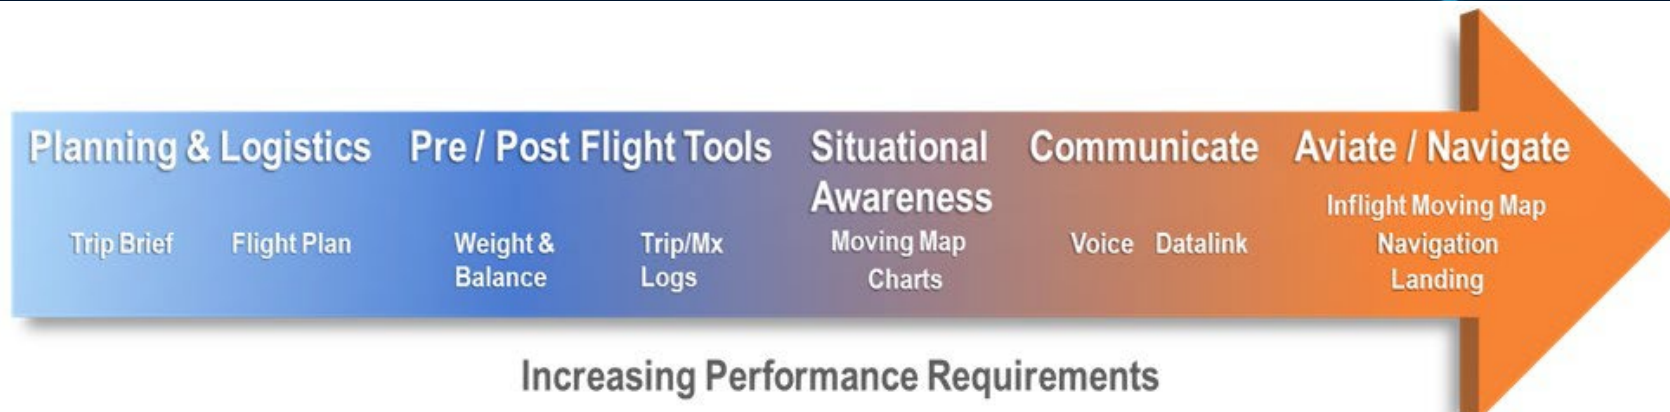 Planning & Logistics
Trip Brief
Flight Plan
Pre / Post Flight Tools
Weight &
Balance
Trip/Mx
Logs
Situational
Awareness
Moving Map
Charts
Communicate
Voice Datalink
Aviate / Navigate
Inflight Moving Map
Navigation
Landing
Increasing Performance Requirements